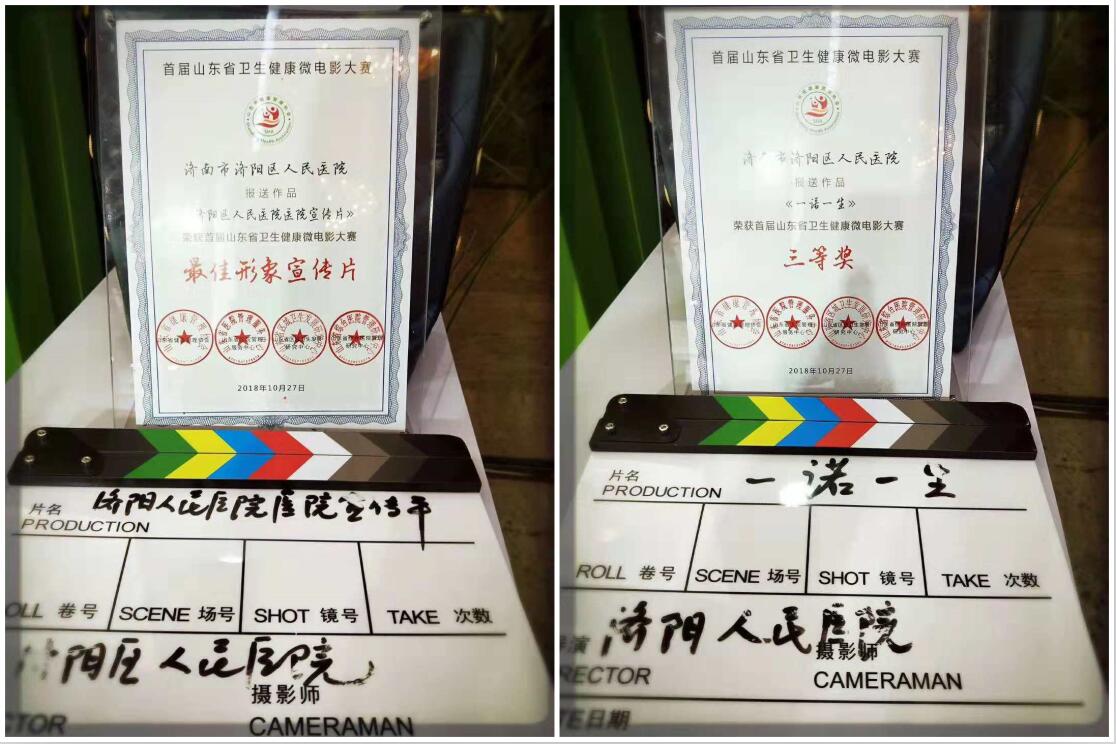 首届山东省卫生健康微电影大赛
济南市济阳区人民医院
报送作品
济阳区人民医院医院宣传片》
荣获首届山东省卫生健康微电影大赛
最佳形象宣传片
2018年10月27日
片名 济阳人民医院医院宣传片
PRODUCTION
OLL 卷号
SCENE 场号
SHOT 镜号
TAKE 次数
济阳区人民医院
摄影师
CTOR
CAMERAMAN
首届山东省卫生健康微电影大赛
济南市济阳区人民医院
报送作品
《一诺一生》
荣获首届山东省卫生健康微电影大赛
三等奖
2018年10月27日
片名 一诺一生
PRODUCTION
ROLL 卷号
SCENE 场号
SHOT 镜号
TAKE 次数
导演 济阳人民医院
摄影师
RECTOR
CAMERAMAN
TE日期